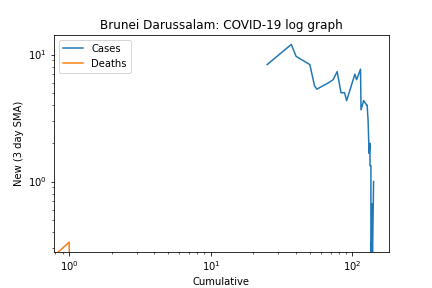 Brunei Darussalam: COVID-19 log graph
Cases
Deaths
New (3 day SMA)
10¹
10⁰
10⁰
10¹
10²
Cumulative